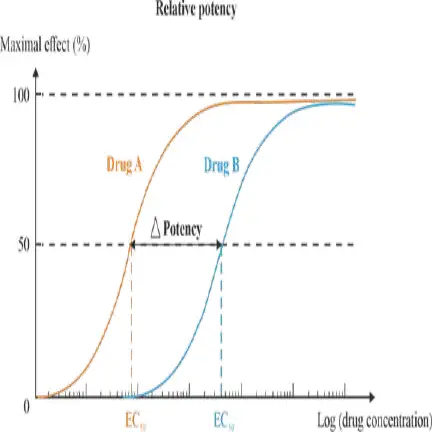 Relative potency
Maximal effect (%)
100
Drug A
Drug B
△ Potency
50
0
EC50
EC50
Log (drug concentration)